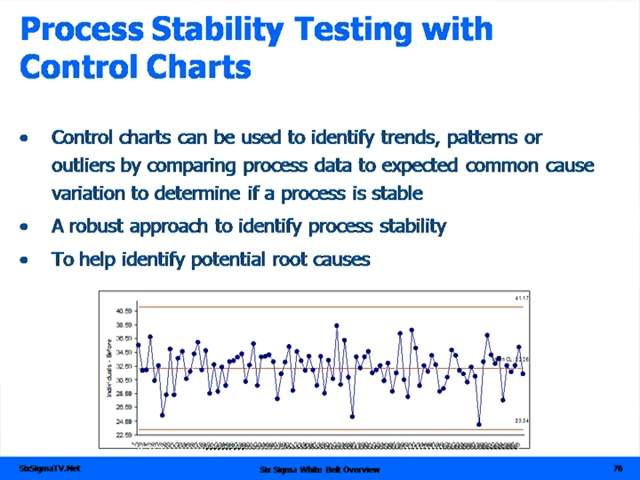 Process Stability Testing with
Control Charts
• Control charts can be used to identify trends, patterns or
outliers by comparing process data to expected common cause
variation to determine if a process is stable
• A robust approach to identify process stability
• To help identify potential root causes
41.17
40.59
38.59
36.59
34.59
32.59
30.59
28.59
26.59
24.59
22.59
Individuals - Before
CL
23.34
SixSigmaTV.Net
Six Sigma White Belt Overview
76